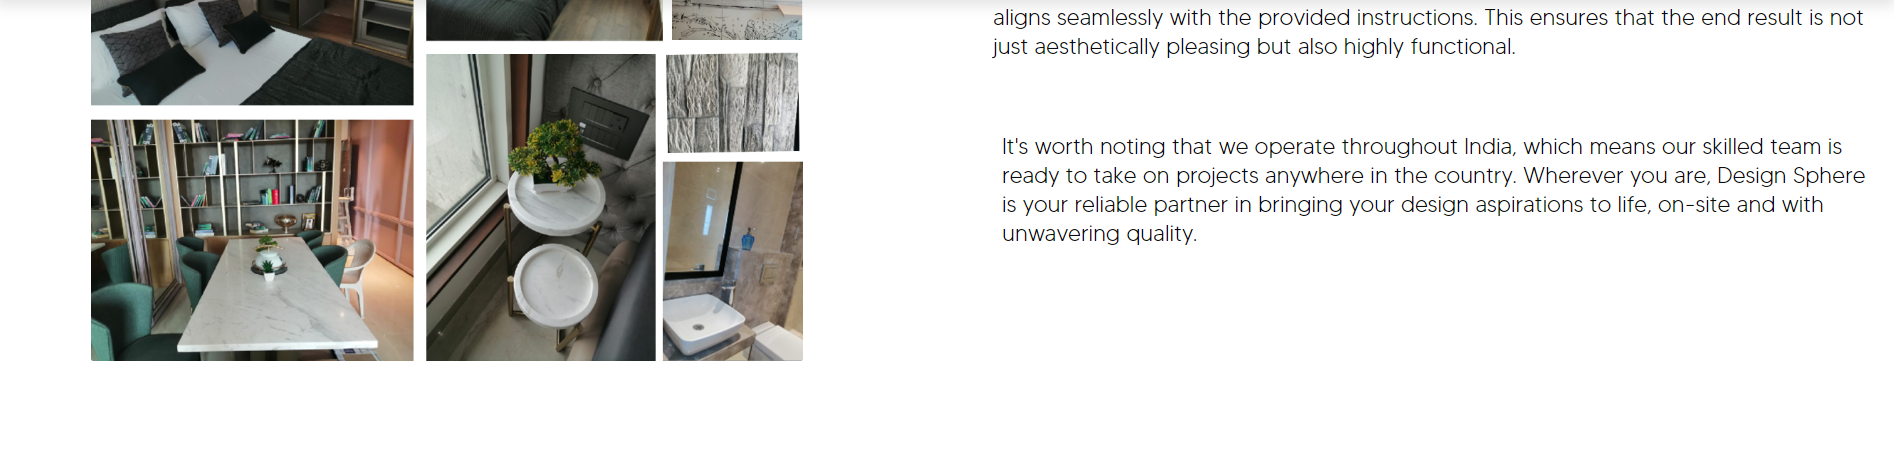 aligns seamlessly with the provided instructions. This ensures that the end result is not
just aesthetically pleasing but also highly functional.
It's worth noting that we operate throughout India, which means our skilled team is
ready to take on projects anywhere in the country. Wherever you are, Design Sphere
is your reliable partner in bringing your design aspirations to life, on-site and with
unwavering quality.